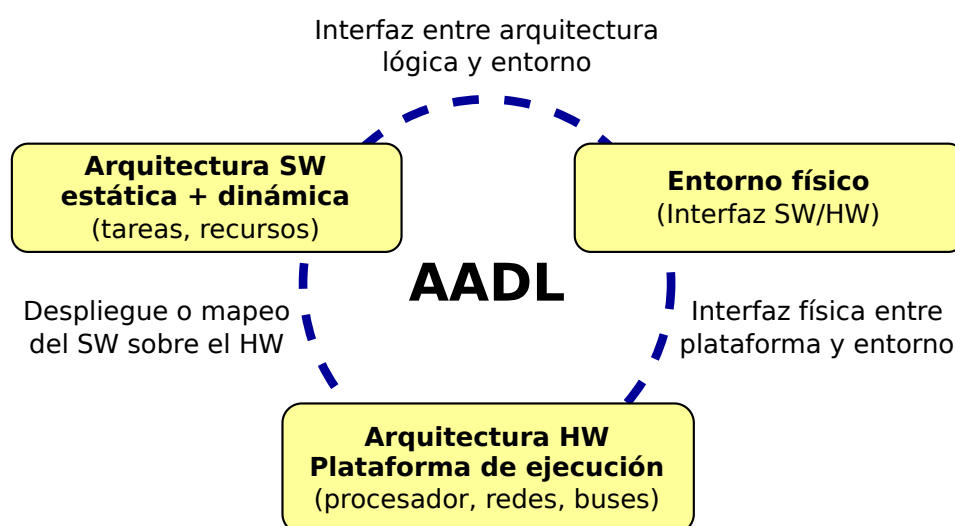 Interfaz entre arquitectura
lógica y entorno
Arquitectura SW
estática + dinámica
(tareas, recursos)
Entorno físico
(Interfaz SW/HW)
AADL
Despliegue o mapeo
del SW sobre el HW
Interfaz física entre
plataforma y entorno
Arquitectura HW
Plataforma de ejecución
(procesador, redes, buses)